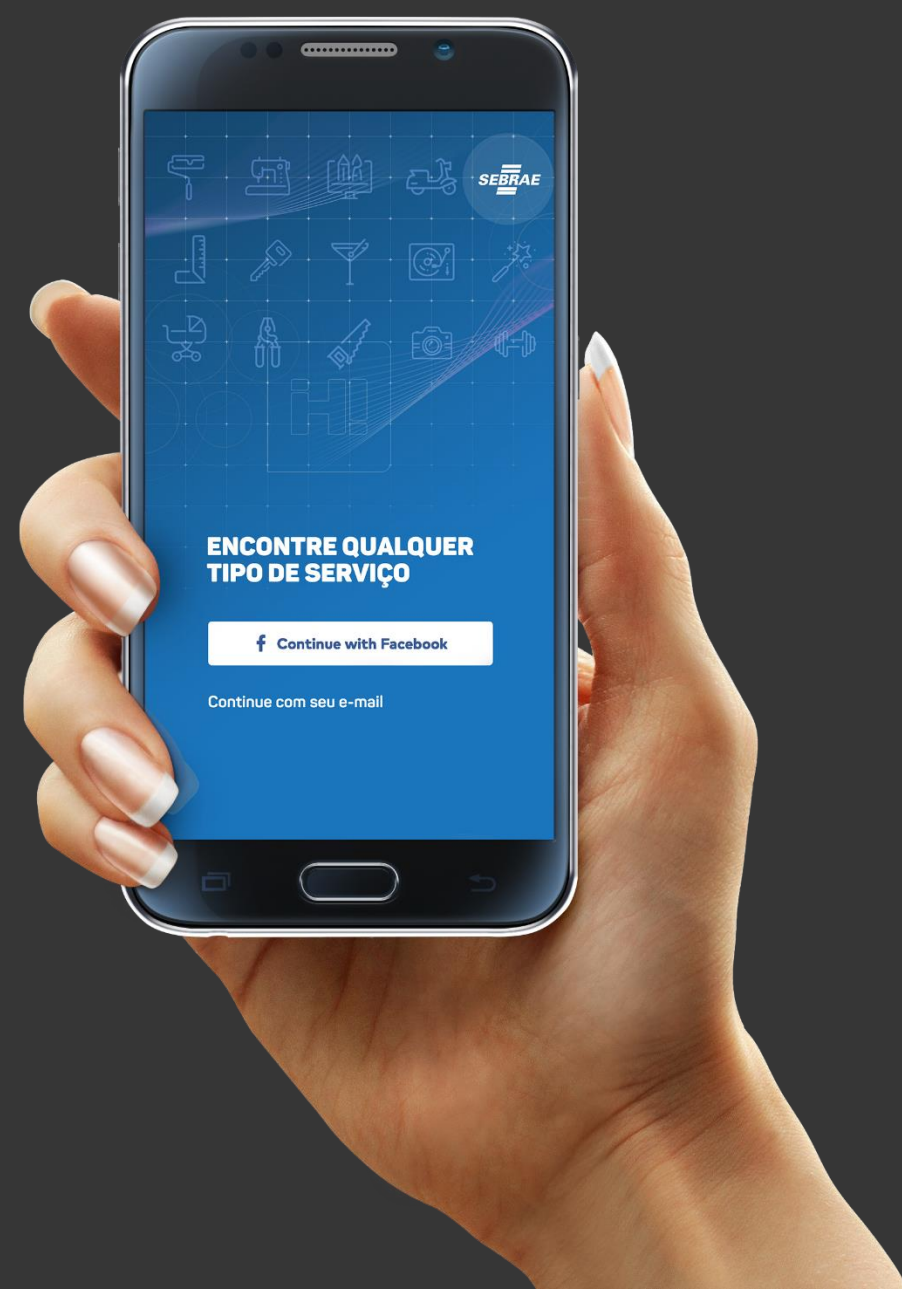 SEBRAE
H!
ENCONTRE QUALQUER
TIPO DE SERVIÇO
f Continue with Facebook
Continue com seu e-mail